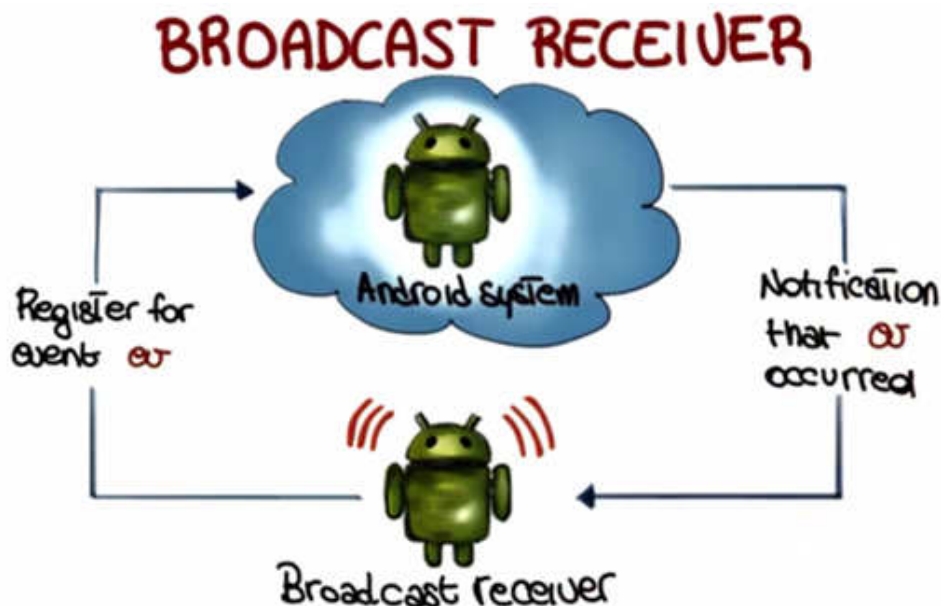 BROADCAST RECEIVER
Android system
Register for
event ev
Notification
that ev
occurred
Broadcast receiver